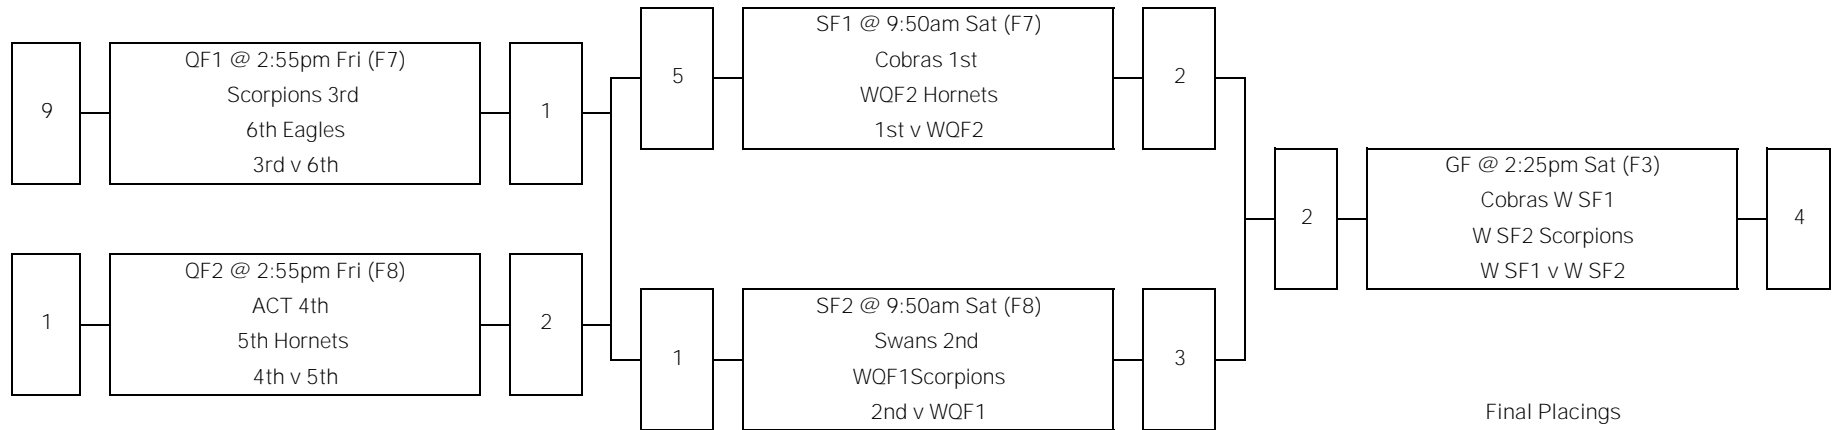 9
QF1 @ 2:55pm Fri (F7)
Scorpions 3rd
6th Eagles
3rd v 6th
1
1
QF2 @ 2:55pm Fri (F8)
ACT 4th
5th Hornets
4th v 5th
2
5
SF1 @ 9:50am Sat (F7)
Cobras 1st
WQF2 Hornets
1st v WQF2
2
1
SF2 @ 9:50am Sat (F8)
Swans 2nd
WQF1Scorpions
2nd v WQF1
3
2
GF @ 2:25pm Sat (F3)
Cobras W SF1
W SF2 Scorpions
W SF1 v W SF2
4
Final Placings